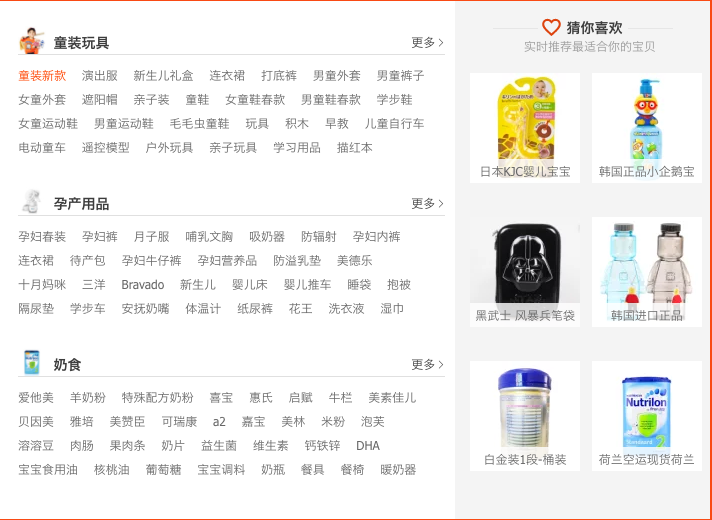 童装玩具 更多
童装新款 演出服 新生儿礼盒 连衣裙 打底裤 男童外套 男童裤子
女童外套 遮阳帽 亲子装 童鞋 女童鞋春款 男童鞋春款 学步鞋
女童运动鞋 男童运动鞋 毛毛虫童鞋 玩具 积木 早教 儿童自行车
电动童车 遥控模型 户外玩具 亲子玩具 学习用品 描红本
孕产用品 更多
孕妇春装 孕妇裤 月子服 哺乳文胸 吸奶器 防辐射 孕妇内裤
连衣裙 待产包 孕妇牛仔裤 孕妇营养品 防溢乳垫 美德乐
十月妈咪 三洋 Bravado 新生儿 婴儿床 婴儿推车 睡袋 抱被
隔尿垫 学步车 安抚奶嘴 体温计 纸尿裤 花王 洗衣液 湿巾
奶食 更多
爱他美 羊奶粉 特殊配方奶粉 喜宝 惠氏 启赋 牛栏 美素佳儿
贝因美 雅培 美赞臣 可瑞康 a2 嘉宝 美林 米粉 泡芙
溶溶豆 肉肠 果肉条 奶片 益生菌 维生素 钙铁锌 DHA
宝宝食用油 核桃油 葡萄糖 宝宝调料 奶瓶 餐具 餐椅 暖奶器
猜你喜欢
实时推荐最适合你的宝贝
日本KJC婴儿宝宝
韩国正品小企鹅宝
黑武士 风暴兵笔袋
韩国进口正品
白金装1段-桶装
Nutrilon
荷兰空运现货荷兰